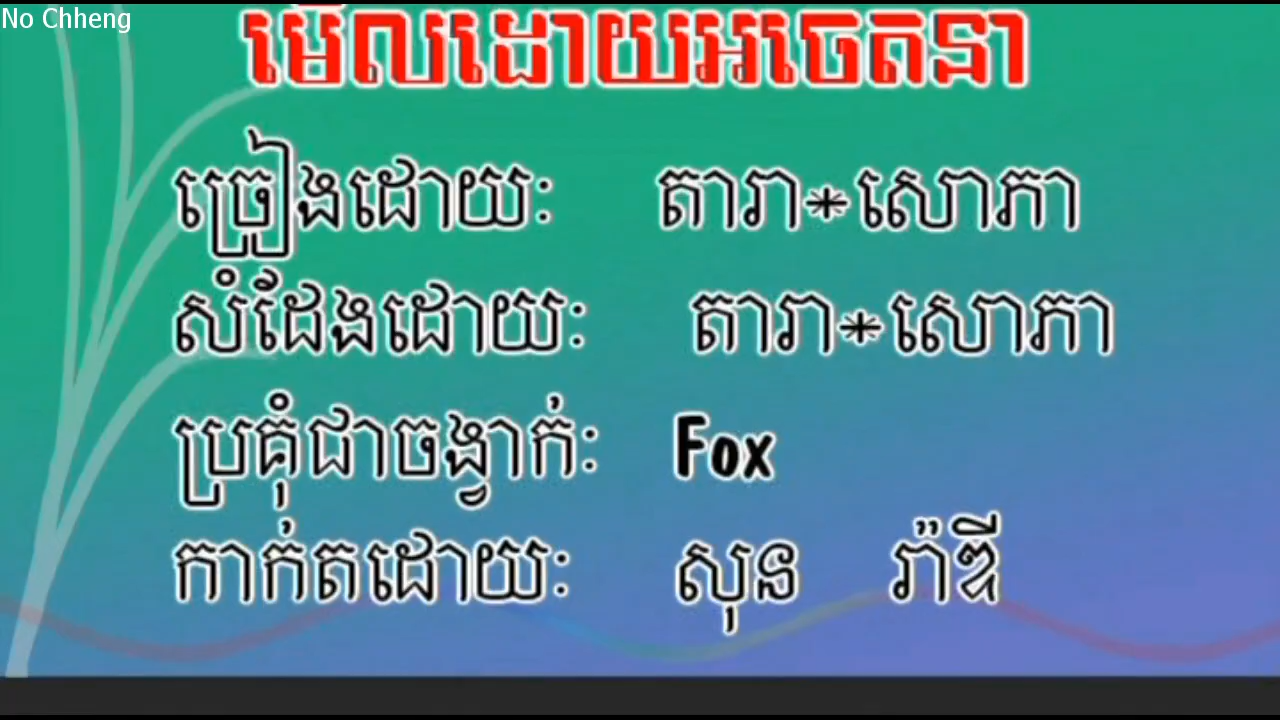 No Chheng
មើលដោយអចេតនា
ច្រៀងដោយៈ តារា*សោភា
សំដែងដោយៈ តារា*សោភា
ប្រគុំជាចង្វាក់ៈ Fox
កាក់តដោយៈ សុន រ៉ាឌី